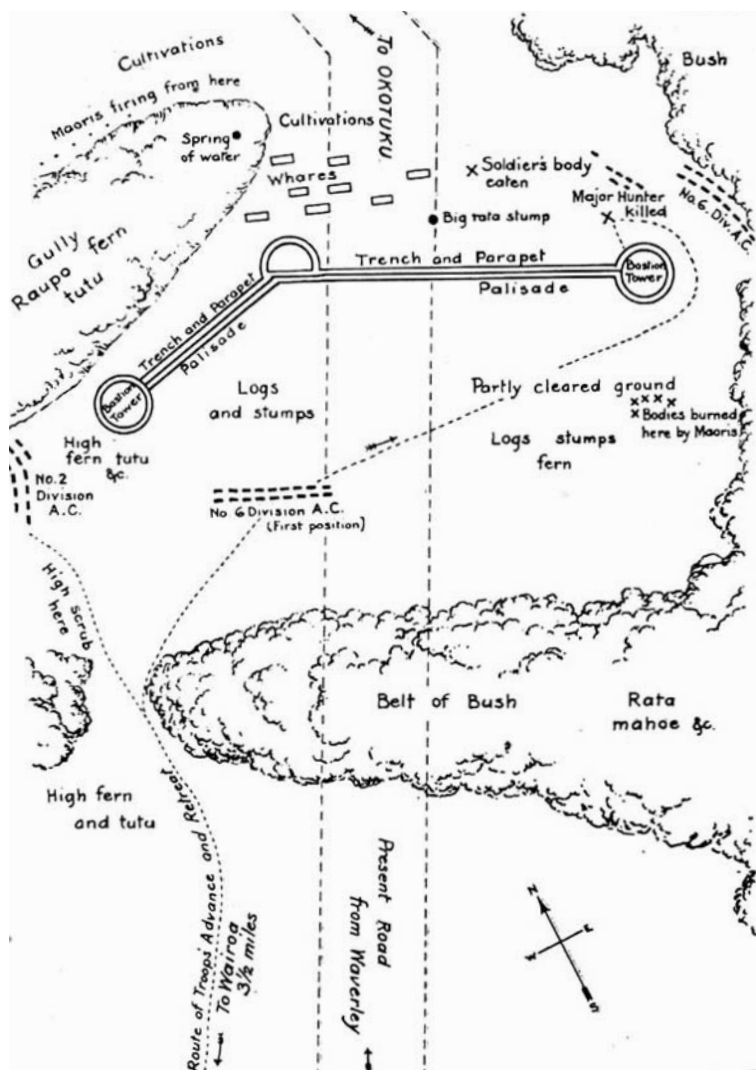 Cultivations
Maoris firing from here
Spring
of water
Cultivations
To OKOTUKU.
Bush
Whares
Soldier's body
eaten
Major Hunter
killed
No. 6. Div. A.C.
Big rata stump
Gully
Raupo fern
tutu
Trench and Parapet
Palisade
Bastion
Tower
Trench and Parapet
Palisade
Bastion
Tower
Logs
and stumps
Partly cleared ground
Bodies burned
here by Maoris
Logs stumps
fern
High
fern tutu
&c.
No. 2
Division
A.C.
No 6 Division A.C.
(First position)
High scrub
here
Belt of Bush
Rata
mahoe &c.
High fern
and tutu
Route of Troops' Advance and Retreat
To Wairoa
3½ miles
Present Road
from Waverley
N
W
E
S